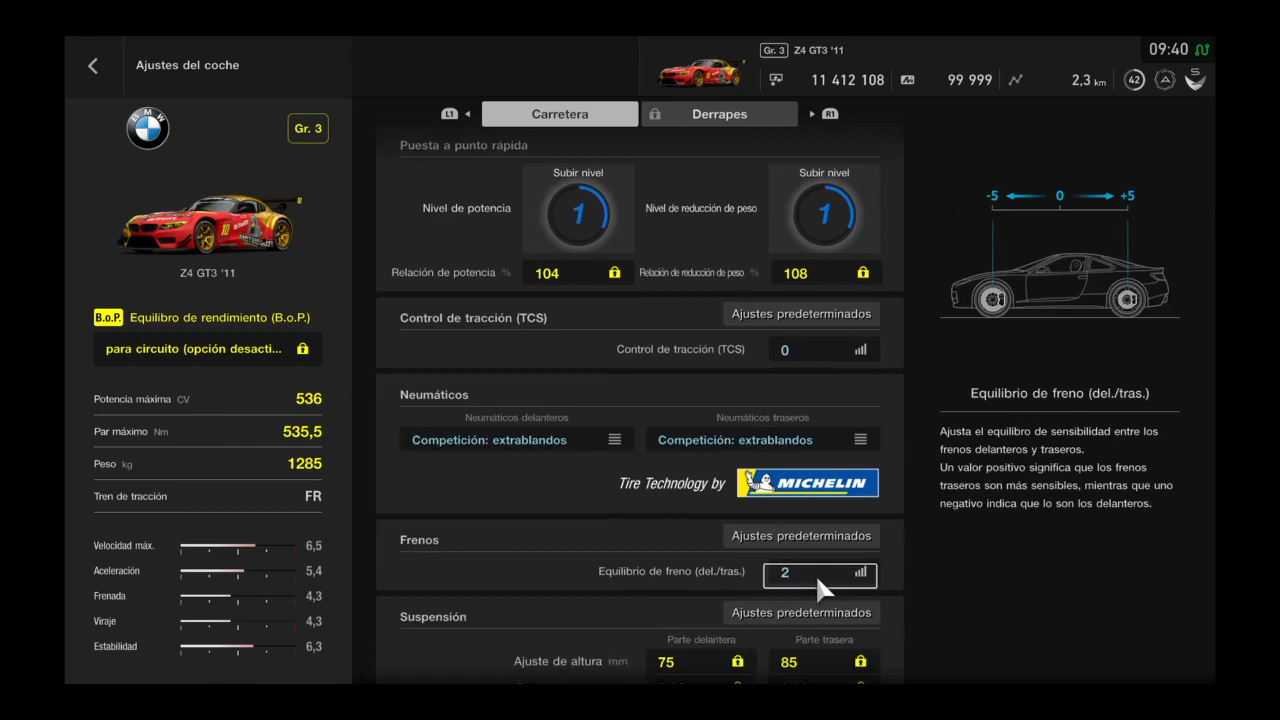 Ajustes del coche
Gr. 3 Z4 GT3 '11
09:40
11 412 108
99 999
2,3 km
42
BMW
Gr. 3
Z4 GT3 '11
B.o.P. Equilibro de rendimiento (B.o.P.)
para circuito (opción desacti...
Potencia máxima CV 536
Par máximo Nm 535,5
Peso kg 1285
Tren de tracción FR
Velocidad máx. 6,5
Aceleración 5,4
Frenada 4,3
Viraje 4,3
Estabilidad 6,3
L1 Carretera Derrapes R1
Puesta a punto rápida
Subir nivel Subir nivel
Nivel de potencia 1 Nivel de reducción de peso 1
Relación de potencia % 104 Relación de reducción de peso % 108
Control de tracción (TCS) Ajustes predeterminados
Control de tracción (TCS) 0
Neumáticos
Neumáticos delanteros Neumáticos traseros
Competición: extrablandos Competición: extrablandos
Tire Technology by MICHELIN
Frenos Ajustes predeterminados
Equilibrio de freno (del./tras.) 2
Suspensión Ajustes predeterminados
Parte delantera Parte trasera
Ajuste de altura mm 75 85
-5 0 +5
Equilibrio de freno (del./tras.)
Ajusta el equilibro de sensibilidad entre los
frenos delanteros y traseros.
Un valor positivo significa que los frenos
traseros son más sensibles, mientras que uno
negativo indica que lo son los delanteros.